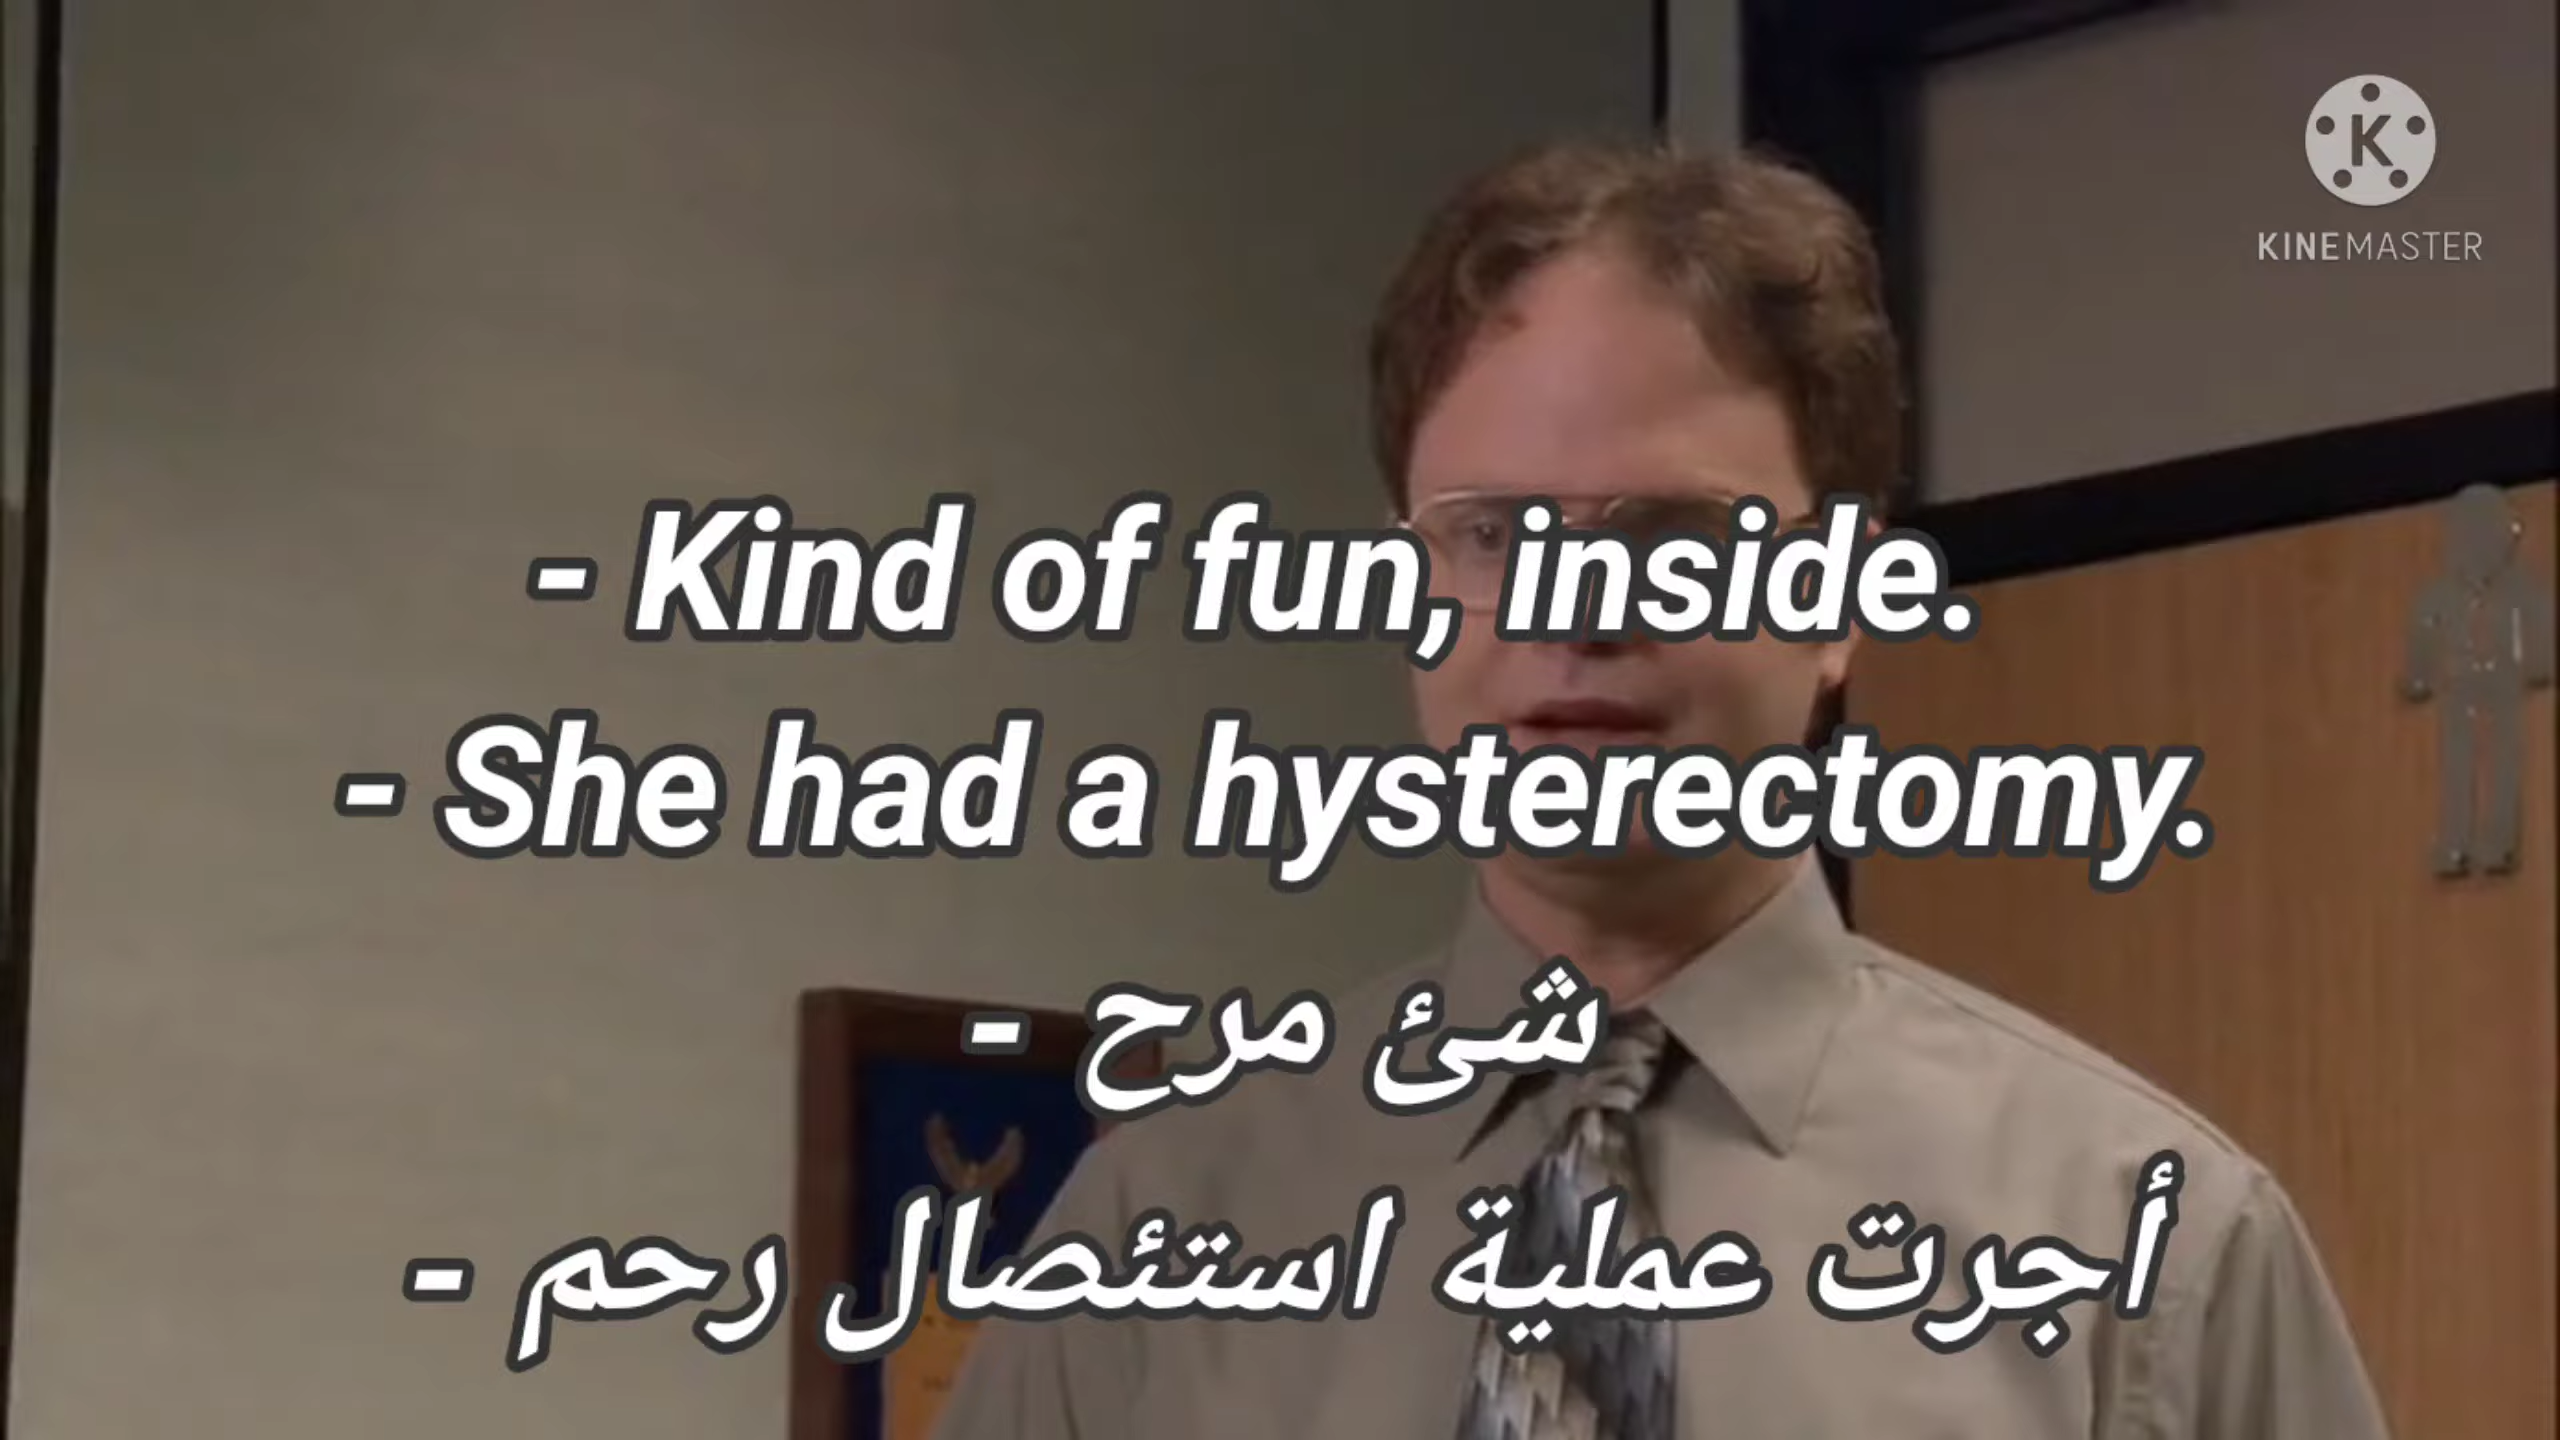 KINEMASTER
- Kind of fun, inside.
- She had a hysterectomy.
شئ مرح -
أجرت عملية استئصال رحم -